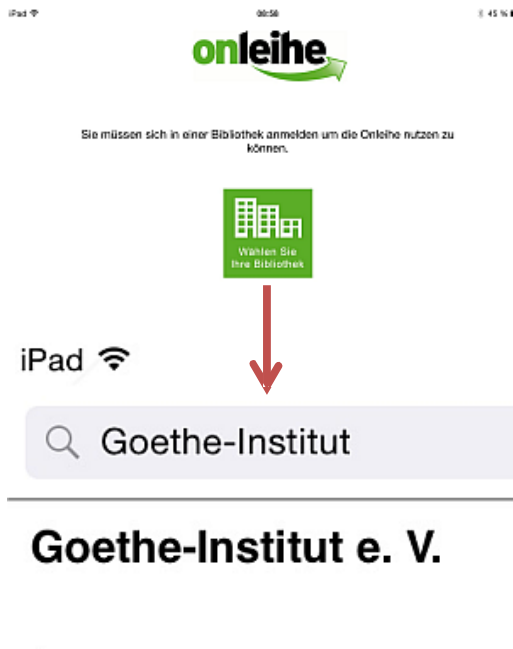 iPad
08:58
45 %
onleihe
Sie müssen sich in einer Bibliothek anmelden um die Onleihe nutzen zu
können.
Wählen Sie
Ihre Bibliothek
iPad
Goethe-Institut
Goethe-Institut e. V.